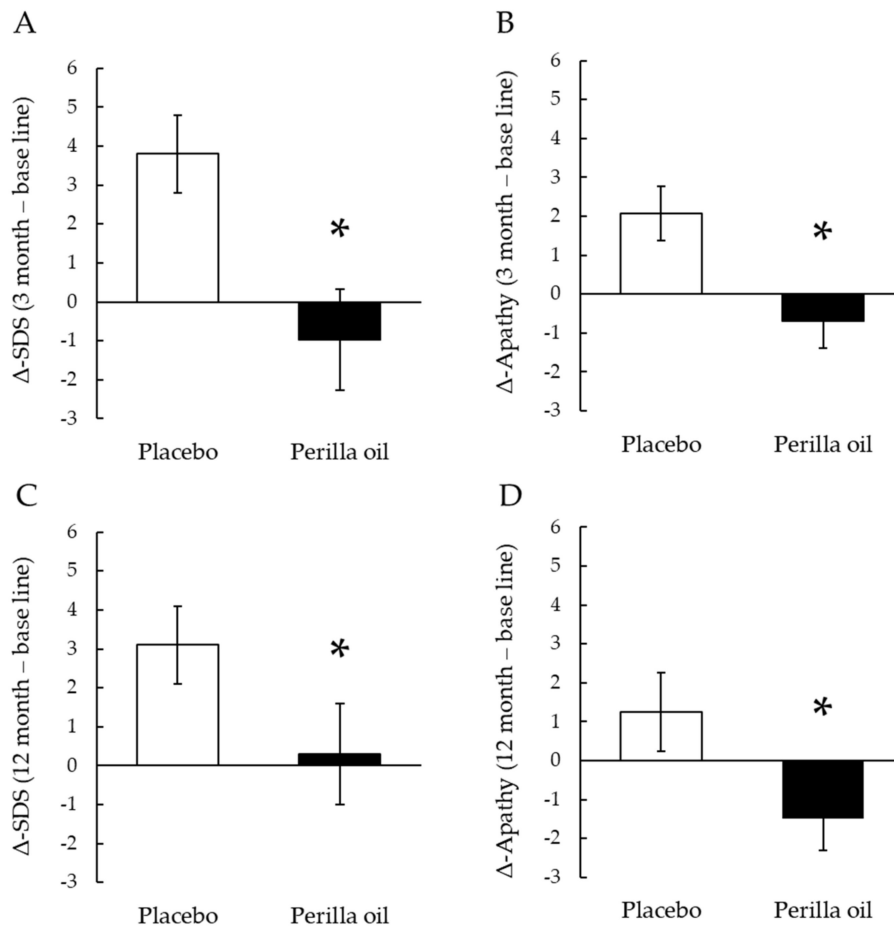 A
Δ-SDS (3 month – base line)
6
5
4
3
2
1
0
-1
-2
-3
*
Placebo
Perilla oil
B
Δ-Apathy (3 month – base line)
6
5
4
3
2
1
0
-1
-2
-3
*
Placebo
Perilla oil
C
Δ-SDS (12 month – base line)
6
5
4
3
2
1
0
-1
-2
-3
*
Placebo
Perilla oil
D
Δ-Apathy (12 month – base line)
6
5
4
3
2
1
0
-1
-2
-3
*
Placebo
Perilla oil